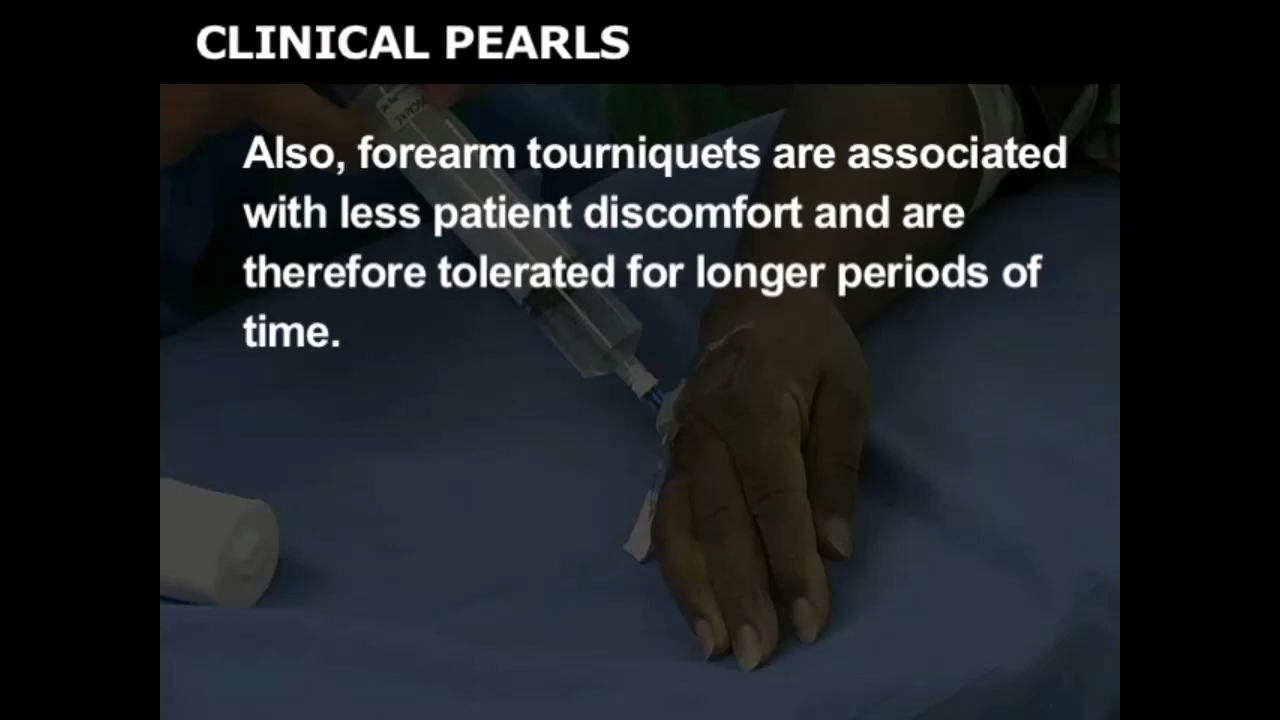 CLINICAL PEARLS
Also, forearm tourniquets are associated
with less patient discomfort and are
therefore tolerated for longer periods of
time.